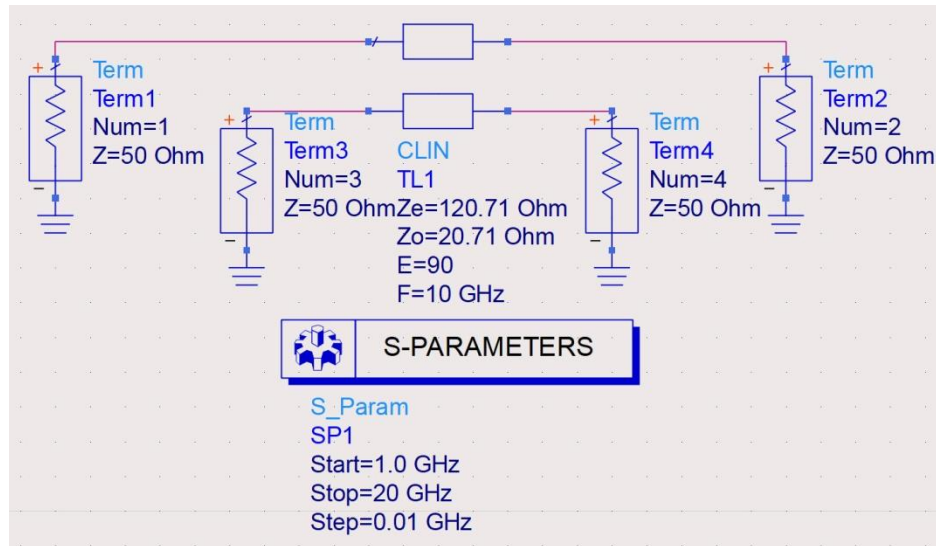 +
Term
Term1
Num=1
Z=50 Ohm
−
+
Term
Term3
Num=3
Z=50 Ohm
−
CLIN
TL1
Ze=120.71 Ohm
Zo=20.71 Ohm
E=90
F=10 GHz
+
Term
Term4
Num=4
Z=50 Ohm
−
+
Term
Term2
Num=2
Z=50 Ohm
−
S-PARAMETERS
S_Param
SP1
Start=1.0 GHz
Stop=20 GHz
Step=0.01 GHz